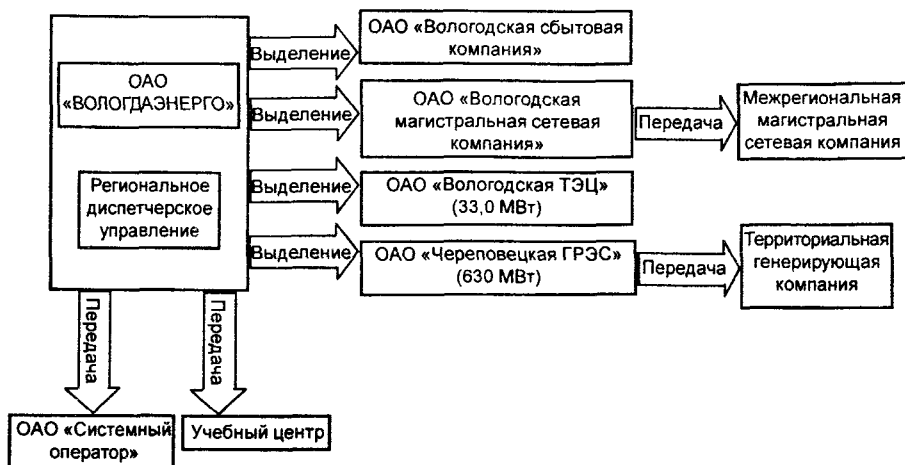 ОАО
«ВОЛОГДАЭНЕРГО»
Региональное
диспетчерское
управление
Выделение
ОАО «Вологодская сбытовая
компания»
Выделение
ОАО «Вологодская
магистральная сетевая
компания»
Передача
Межрегиональная
магистральная
сетевая компания
Выделение
ОАО «Вологодская ТЭЦ»
(33,0 МВт)
Выделение
ОАО «Череповецкая ГРЭС»
(630 МВт)
Передача
Территориальная
генерирующая
компания
Передача
Передача
ОАО «Системный
оператор»
Учебный центр